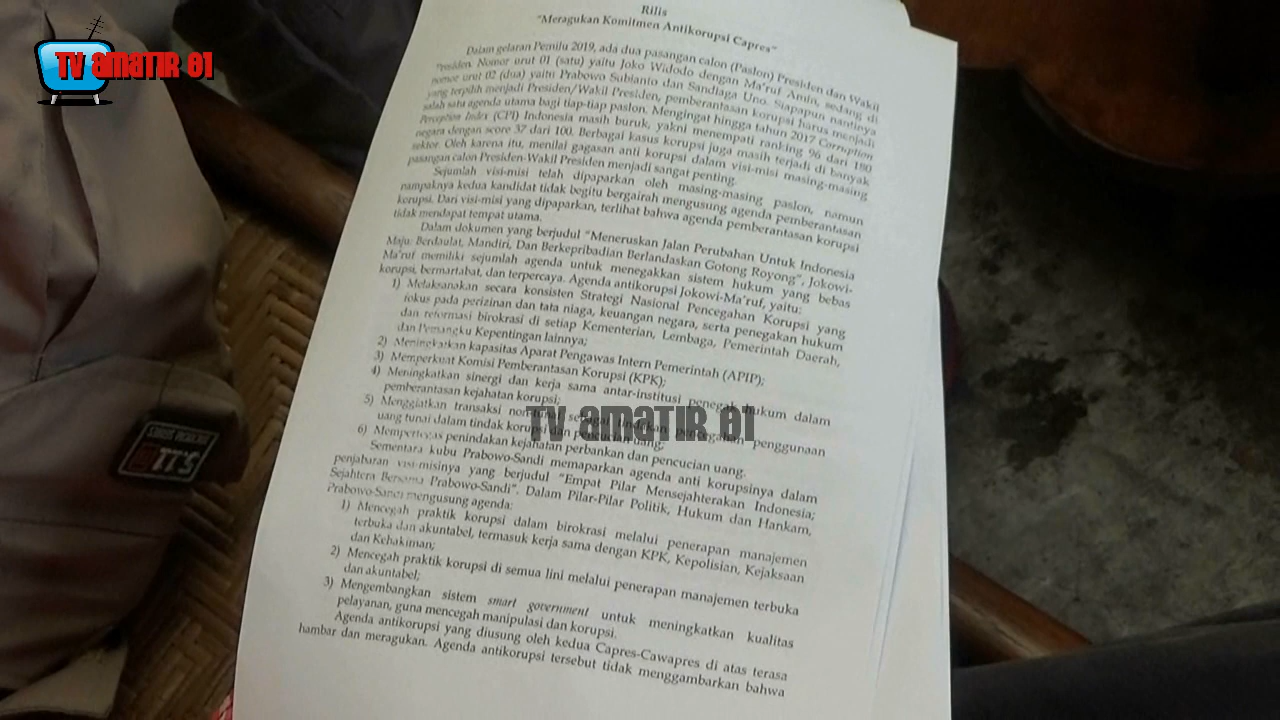 TV AMATIR 01
Rilis
"Meragukan Komitmen Antikorupsi Capres"
Dalam gelaran Pemilu 2019, ada dua pasangan calon (Paslon) Presiden dan Wakil
Presiden. Nomor urut 01 (satu) yaitu Joko Widodo dengan Ma'ruf Amin, sedang di
nomor urut 02 (dua) yaitu Prabowo Subianto dan Sandiaga Uno. Siapapun nantinya
yang terpilih menjadi Presiden/Wakil Presiden, pemberantasan korupsi harus menjadi
salah satu agenda utama bagi tiap-tiap paslon. Mengingat hingga tahun 2017 Corruption
Perception Index (CPI) Indonesia masih buruk, yakni menempati ranking 96 dari 180
negara dengan score 37 dari 100. Berbagai kasus korupsi juga masih terjadi di banyak
sektor. Oleh karena itu, menilai gagasan anti korupsi dalam visi-misi masing-masing
pasangan calon Presiden-Wakil Presiden menjadi sangat penting.
Sejumlah visi-misi telah dipaparkan oleh masing-masing paslon, namun
nampaknya kedua kandidat tidak begitu bergairah mengusung agenda pemberantasan
korupsi. Dari visi-misi yang dipaparkan, terlihat bahwa agenda pemberantasan korupsi
tidak mendapat tempat utama.
Dalam dokumen yang berjudul "Meneruskan Jalan Perubahan Untuk Indonesia
Maju: Berdaulat, Mandiri, Dan Berkepribadian Berlandaskan Gotong Royong", Jokowi-
Ma'ruf memiliki sejumlah agenda untuk menegakkan sistem hukum yang bebas
korupsi, bermartabat, dan terpercaya. Agenda antikorupsi Jokowi-Ma'ruf, yaitu:
1) Melaksanakan secara konsisten Strategi Nasional Pencegahan Korupsi yang
fokus pada perizinan dan tata niaga, keuangan negara, serta penegakan hukum
dan reformasi birokrasi di setiap Kementerian, Lembaga, Pemerintah Daerah,
dan Pemangku Kepentingan lainnya;
2) Meningkatkan kapasitas Aparat Pengawas Intern Pemerintah (APIP);
3) Memperkuat Komisi Pemberantasan Korupsi (KPK);
4) Meningkatkan sinergi dan kerja sama antar-institusi penegak hukum dalam
pemberantasan kejahatan korupsi;
5) Menggiatkan transaksi non-tunai sebagai tindakan pencegahan penggunaan
uang tunai dalam tindak korupsi dan pencucian uang;
6) Mempertegas penindakan kejahatan perbankan dan pencucian uang.
TV AMATIR 01
Sementara kubu Prabowo-Sandi memaparkan agenda anti korupsinya dalam
penjabaran visi-misinya yang berjudul "Empat Pilar Mensejahterakan Indonesia;
Sejahtera Bersama Prabowo-Sandi". Dalam Pilar-Pilar Politik, Hukum dan Hankam,
Prabowo-Sandi mengusung agenda:
1) Mencegah praktik korupsi dalam birokrasi melalui penerapan manajemen
terbuka dan akuntabel, termasuk kerja sama dengan KPK, Kepolisian, Kejaksaan
dan Kehakiman;
2) Mencegah praktik korupsi di semua lini melalui penerapan manajemen terbuka
dan akuntabel;
3) Mengembangkan sistem smart government untuk meningkatkan kualitas
pelayanan, guna mencegah manipulasi dan korupsi.
Agenda antikorupsi yang diusung oleh kedua Capres-Cawapres di atas terasa
hambar dan meragukan. Agenda antikorupsi tersebut tidak menggambarkan bahwa
5.11